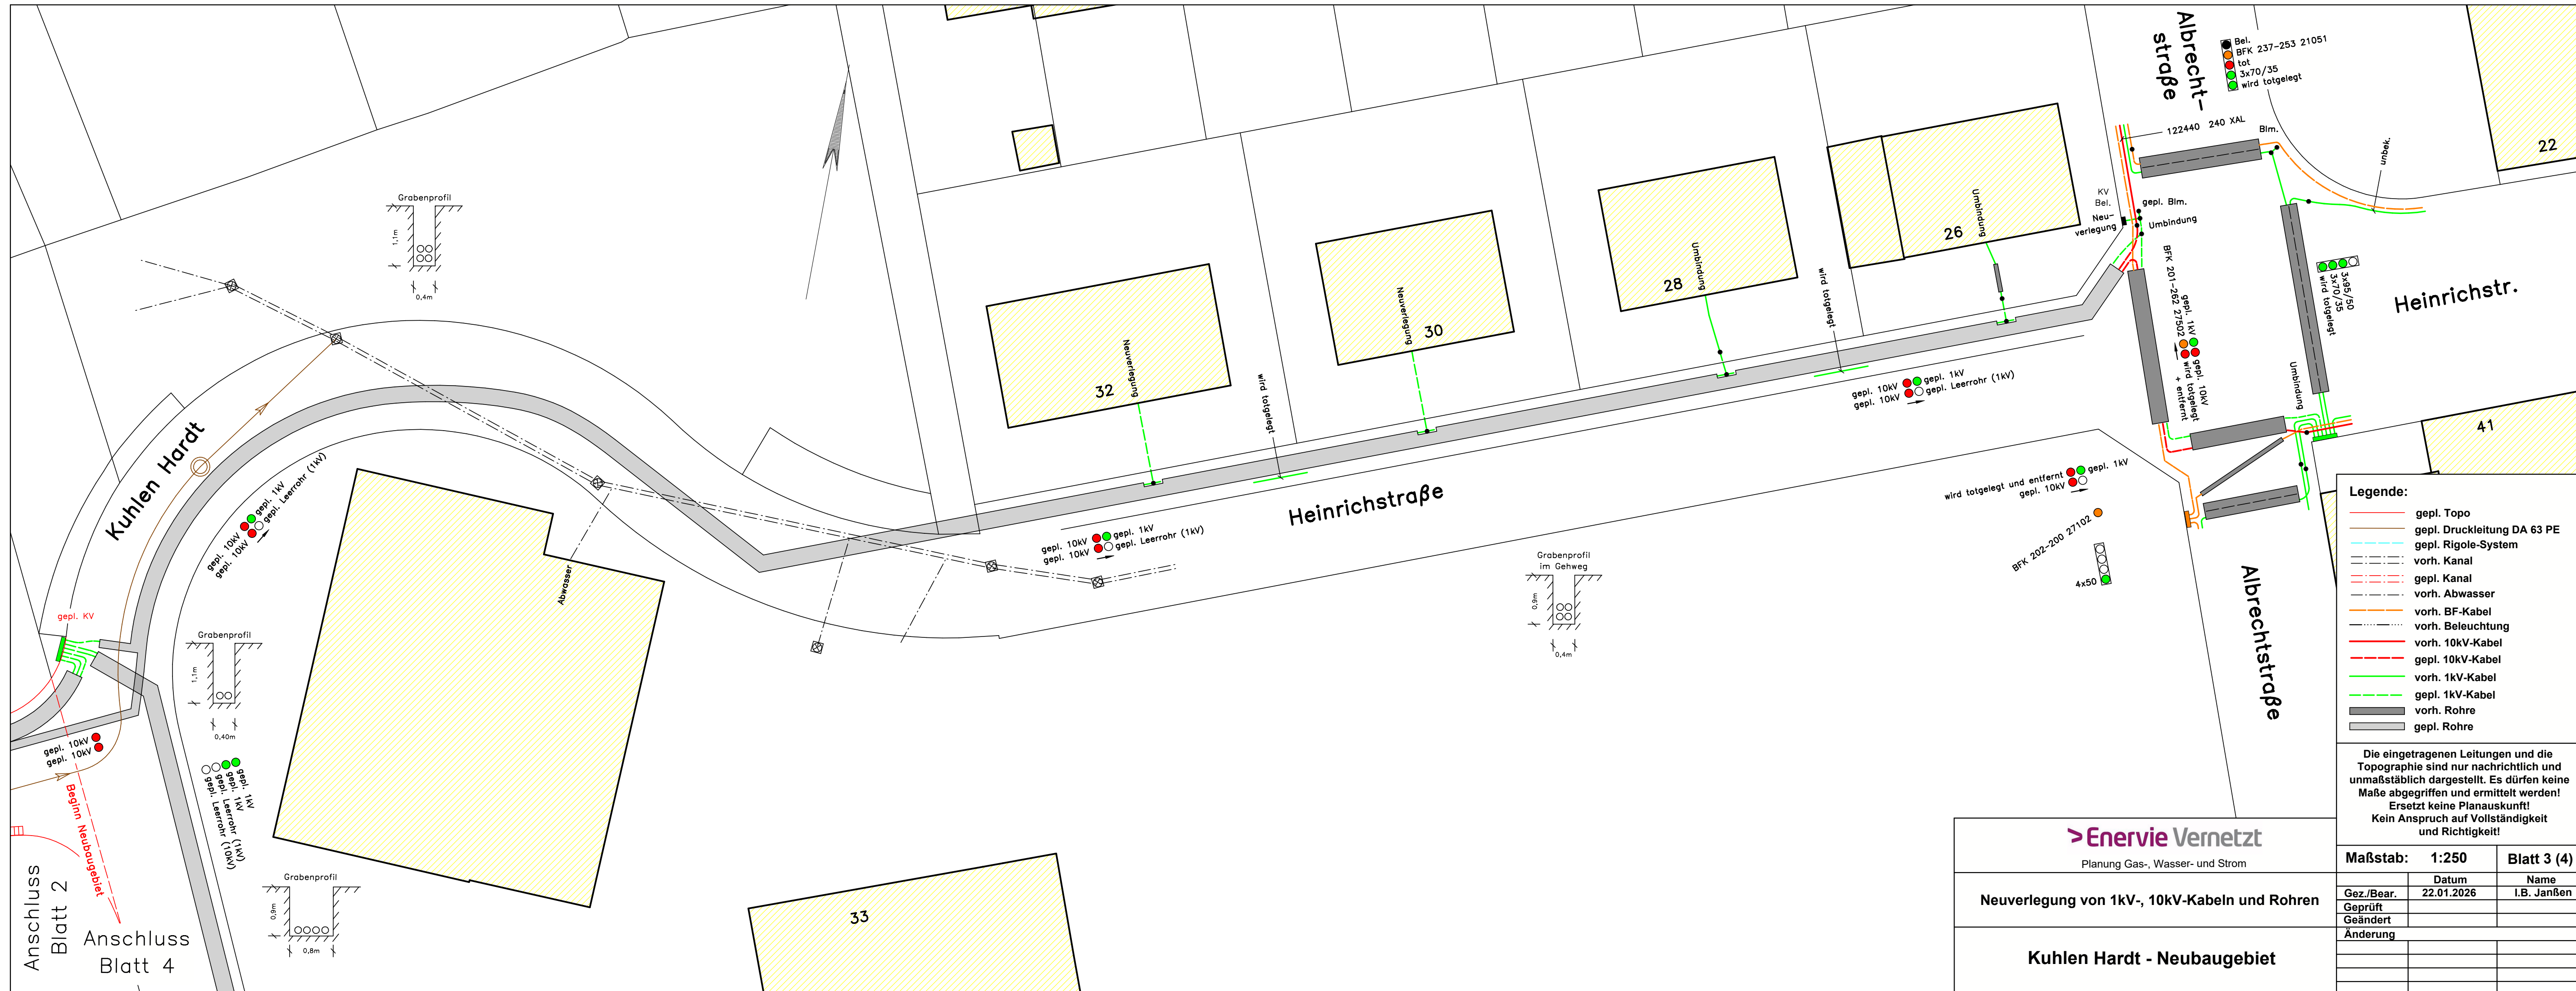 Albrecht-
straße
Bel.
BFK 237-253 21051
tot
3x70/35
wird totgelegt
122440 240 XAL
Blm.
unbek.
22
Grabenprofil
1,1m
0,4m
KV
Bel.
Neu-
verlegung
gepl. Blm.
Umbindung
Umbindung
26
Umbindung
28
Neuverlegung
30
Neuverlegung
32
wird totgelegt
wird totgelegt
BFK 201-262 27502
gepl. 1kV
gepl. 10kV
wird totgelegt
+ entfernt
3x95/50
3x70/35
wird totgelegt
Heinrichstr.
Umbindung
41
gepl. 10kV gepl. 1kV
gepl. 10kV gepl. Leerrohr (1kV)
Kuhlen Hardt
gepl. 1kV
gepl. 10kV gepl. Leerrohr (1kV)
gepl. 10kV
Heinrichstraße
gepl. 10kV gepl. 1kV
gepl. 10kV gepl. Leerrohr (1kV)
wird totgelegt und entfernt gepl. 1kV
gepl. 10kV
BFK 202-200 27102
4x50
Grabenprofil
im Gehweg
0,9m
0,4m
Abwasser
Albrechtstraße
gepl. KV
Grabenprofil
1,1m
0,40m
gepl. 10kV
gepl. 10kV
gepl. 1kV
gepl. 1kV
gepl. Leerrohr (1kV)
gepl. Leerrohr (10kV)
Beginn Neubaugebiet
Grabenprofil
0,9m
0,8m
Anschluss
Blatt 2
Anschluss
Blatt 4
33
Legende:
gepl. Topo
gepl. Druckleitung DA 63 PE
gepl. Rigole-System
vorh. Kanal
gepl. Kanal
vorh. Abwasser
vorh. BF-Kabel
vorh. Beleuchtung
vorh. 10kV-Kabel
gepl. 10kV-Kabel
vorh. 1kV-Kabel
gepl. 1kV-Kabel
vorh. Rohre
gepl. Rohre
Die eingetragenen Leitungen und die
Topographie sind nur nachrichtlich und
unmaßstäblich dargestellt. Es dürfen keine
Maße abgegriffen und ermittelt werden!
Ersetzt keine Planauskunft!
Kein Anspruch auf Vollständigkeit
und Richtigkeit!
>Enervie Vernetzt
Planung Gas-, Wasser- und Strom
Neuverlegung von 1kV-, 10kV-Kabeln und Rohren
Kuhlen Hardt - Neubaugebiet
Maßstab: 1:250 Blatt 3 (4)
Datum Name
Gez./Bear. 22.01.2026 I.B. Janßen
Geprüft
Geändert
Änderung